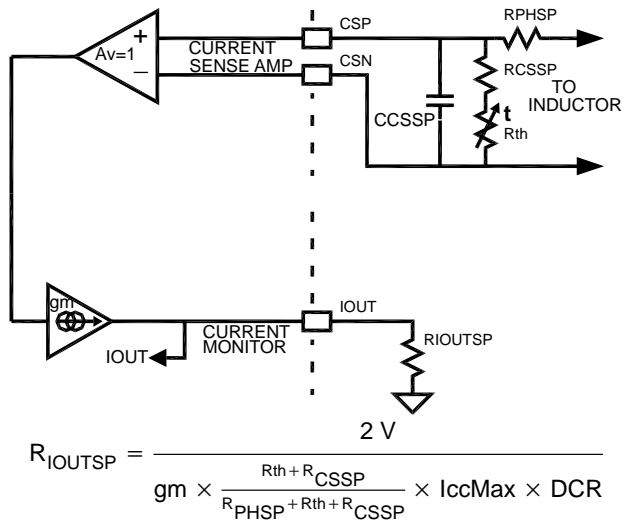 CSP
RPHSP
+
Av=1
CURRENT
SENSE AMP
−
CSN
RCSSP
TO
INDUCTOR
CCSSP
t
Rth
gm
IOUT
CURRENT
MONITOR
IOUT
RIOUTSP
R_IOUTSP = 2 V / (gm × (Rth + R_CSSP) / (R_PHSP + Rth + R_CSSP) × IccMax × DCR)